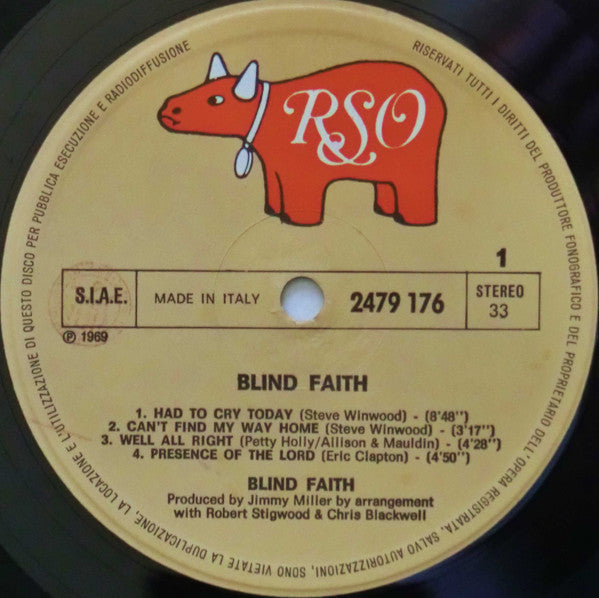 RISERVATI TUTTI I DIRITTI DEL PRODUTTORE FONOGRAFICO E DEL PROPRIETARIO DELL'OPERA REGISTRATA. SALVO AUTORIZZAZIONI, SONO VIETATE LA DUPLICAZIONE, LA LOCAZIONE E L'UTILIZZAZIONE DI QUESTO DISCO PER PUBBLICA ESECUZIONE E RADIODIFFUSIONE
RSO
1
S.I.A.E.
MADE IN ITALY
2479 176
STEREO
33
Ⓟ 1969
BLIND FAITH
1. HAD TO CRY TODAY (Steve Winwood) - (8'48")
2. CAN'T FIND MY WAY HOME (Steve Winwood) - (3'17")
3. WELL ALL RIGHT (Petty Holly/Allison & Mauldin) - (4'28")
4. PRESENCE OF THE LORD (Eric Clapton) - (4'50")
BLIND FAITH
Produced by Jimmy Miller by arrangement
with Robert Stigwood & Chris Blackwell